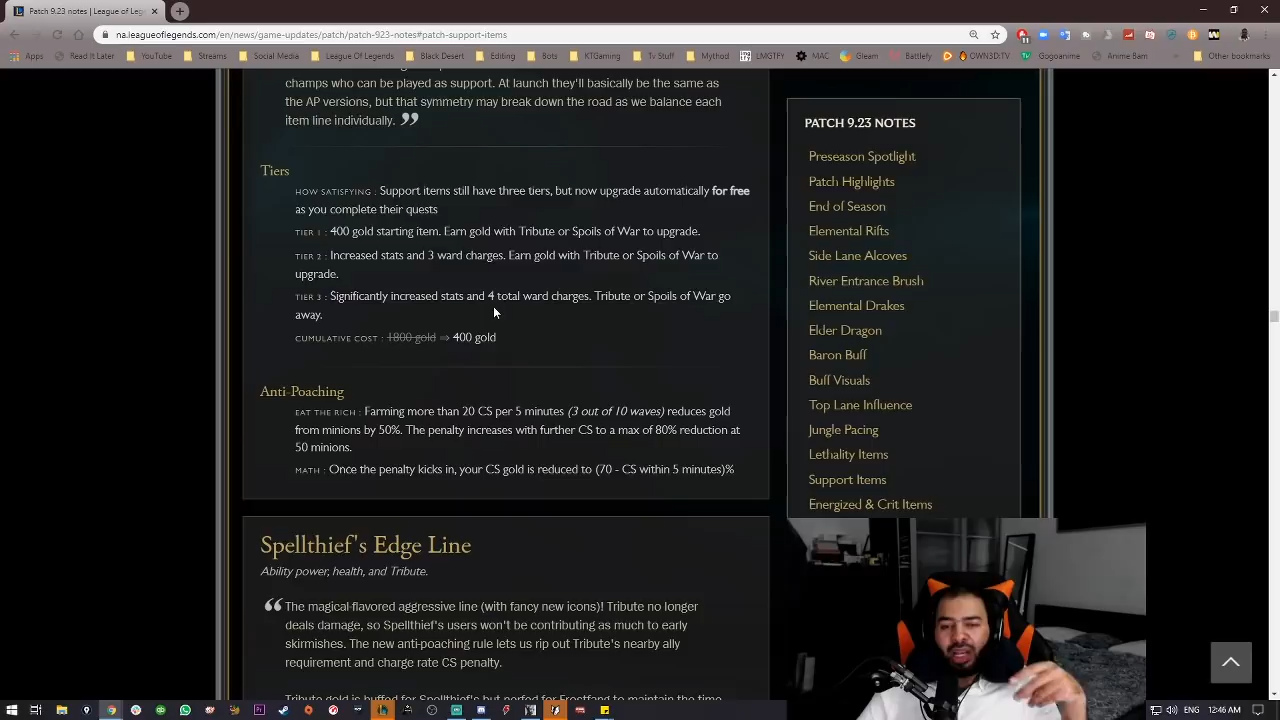 Patch 9.23 notes | League of Leg
na.leagueoflegends.com/en/news/game-updates/patch/patch-923-notes#patch-support-items
Apps
Read It Later
YouTube
Streams
Social
League Of Legends
Black Desert
Editing
Bots
KTGaming
Tv Stuff
Mythod
LMGTFY
MAC
Gleam
Battlefy
OWN3D.TV
Gogoanime
Anime Bam
Other bookmarks
champs who can be played as support. At launch they'll basically be the same
as the AP versions, but that symmetry may break down the road as we balance each
item line individually. ”
Tiers
HOW SATISFYING : Support items still have three tiers, but now upgrade automatically for free
as you complete their quests
TIER 1 : 400 gold starting item. Earn gold with Tribute or Spoils of War to upgrade.
TIER 2 : Increased stats and 3 ward charges. Earn gold with Tribute or Spoils of War to
upgrade.
TIER 3 : Significantly increased stats and 4 total ward charges. Tribute or Spoils of War go
away.
CUMULATIVE COST : 1800 gold ⇒ 400 gold
Anti-Poaching
EAT THE RICH : Farming more than 20 CS per 5 minutes (3 out of 10 waves) reduces gold
from minions by 50%. The penalty increases with further CS to a max of 80% reduction at
50 minions.
MATH : Once the penalty kicks in, your CS gold is reduced to (70 - CS within 5 minutes)%
Spellthief's Edge Line
Ability power, health, and Tribute.
“ The magical-flavored aggressive line (with fancy new icons)! Tribute no longer
deals damage, so Spellthief's users won't be contributing as much to early
skirmishes. The new anti-poaching rule lets us rip out Tribute's nearby ally
requirement and charge rate CS penalty.
Tribute gold is buffed for Spellthief's but nerfed for Frostfang to maintain the time
PATCH 9.23 NOTES
Preseason Spotlight
Patch Highlights
End of Season
Elemental Rifts
Side Lane Alcoves
River Entrance Brush
Elemental Drakes
Elder Dragon
Baron Buff
Buff Visuals
Top Lane Influence
Jungle Pacing
Lethality Items
Support Items
Energized & Crit Items
ENG
12:46 AM